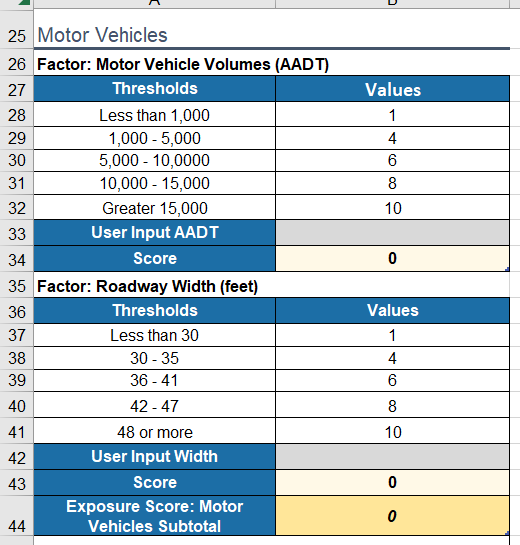 25 Motor Vehicles
26 Factor: Motor Vehicle Volumes (AADT)
27 Thresholds Values
28 Less than 1,000 1
29 1,000 - 5,000 4
30 5,000 - 10,0000 6
31 10,000 - 15,000 8
32 Greater 15,000 10
33 User Input AADT
34 Score 0
35 Factor: Roadway Width (feet)
36 Thresholds Values
37 Less than 30 1
38 30 - 35 4
39 36 - 41 6
40 42 - 47 8
41 48 or more 10
42 User Input Width
43 Score 0
Exposure Score: Motor
44 Vehicles Subtotal 0